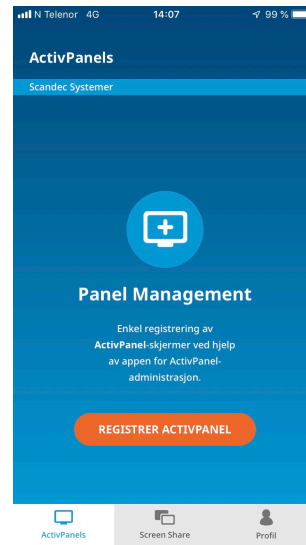 N Telenor 4G 14:07 99 %
ActivPanels
Scandec Systemer
Panel Management
Enkel registrering av
ActivPanel-skjermer ved hjelp
av appen for ActivPanel-
administrasjon.
REGISTRER ACTIVPANEL
ActivPanels Screen Share Profil